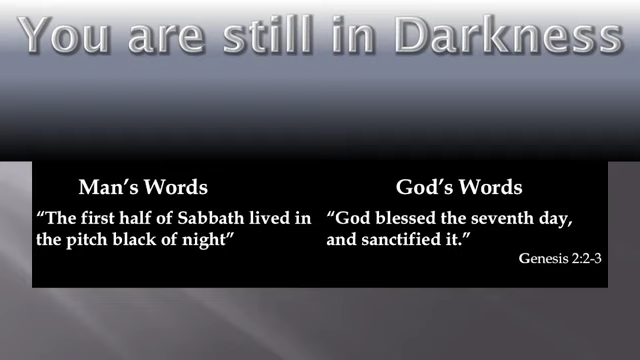 You are still in Darkness
Man's Words
God's Words
“The first half of Sabbath lived in
the pitch black of night”
“God blessed the seventh day,
and sanctified it.”
Genesis 2:2-3